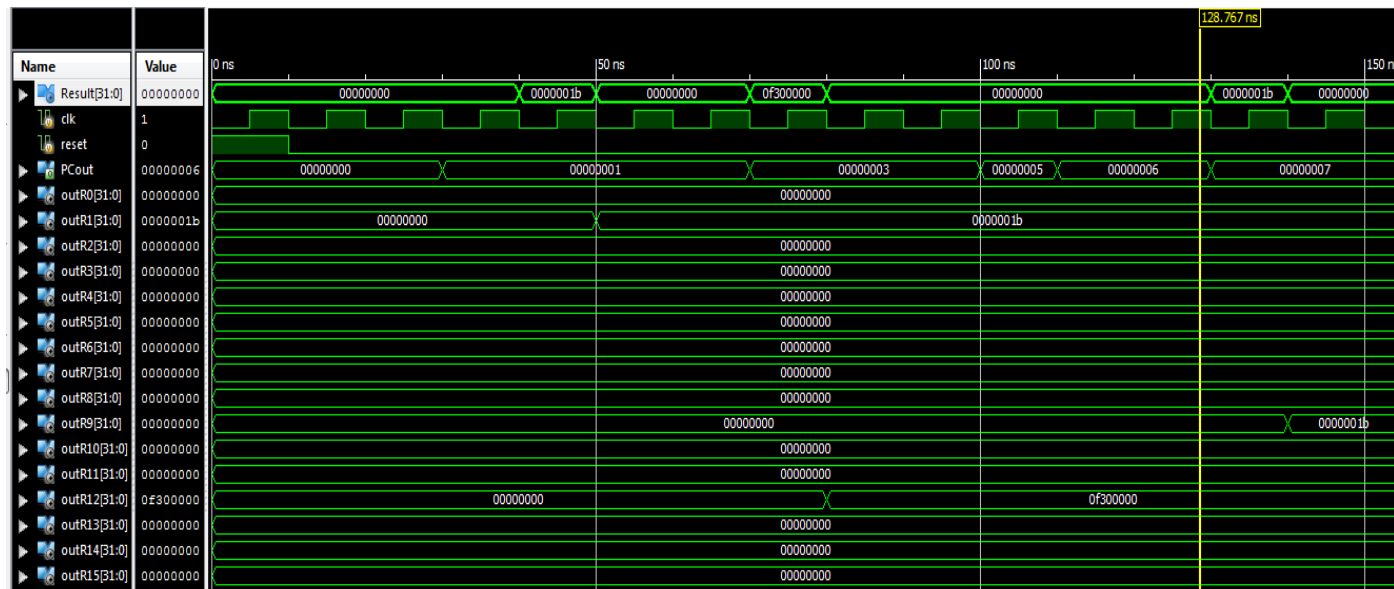 128.767 ns
Name Value 0 ns 50 ns 100 ns 150 n
Result[31:0] 00000000 00000000 0000001b 00000000 0f300000 00000000 0000001b 00000000
clk 1
reset 0
PCout 00000006 00000000 00000001 00000003 00000005 00000006 00000007
outR0[31:0] 00000000 00000000
outR1[31:0] 0000001b 00000000 0000001b
outR2[31:0] 00000000 00000000
outR3[31:0] 00000000 00000000
outR4[31:0] 00000000 00000000
outR5[31:0] 00000000 00000000
outR6[31:0] 00000000 00000000
outR7[31:0] 00000000 00000000
outR8[31:0] 00000000 00000000
outR9[31:0] 00000000 00000000 0000001b
outR10[31:0] 00000000 00000000
outR11[31:0] 00000000 00000000
outR12[31:0] 0f300000 00000000 0f300000
outR13[31:0] 00000000 00000000
outR14[31:0] 00000000 00000000
outR15[31:0] 00000000 00000000